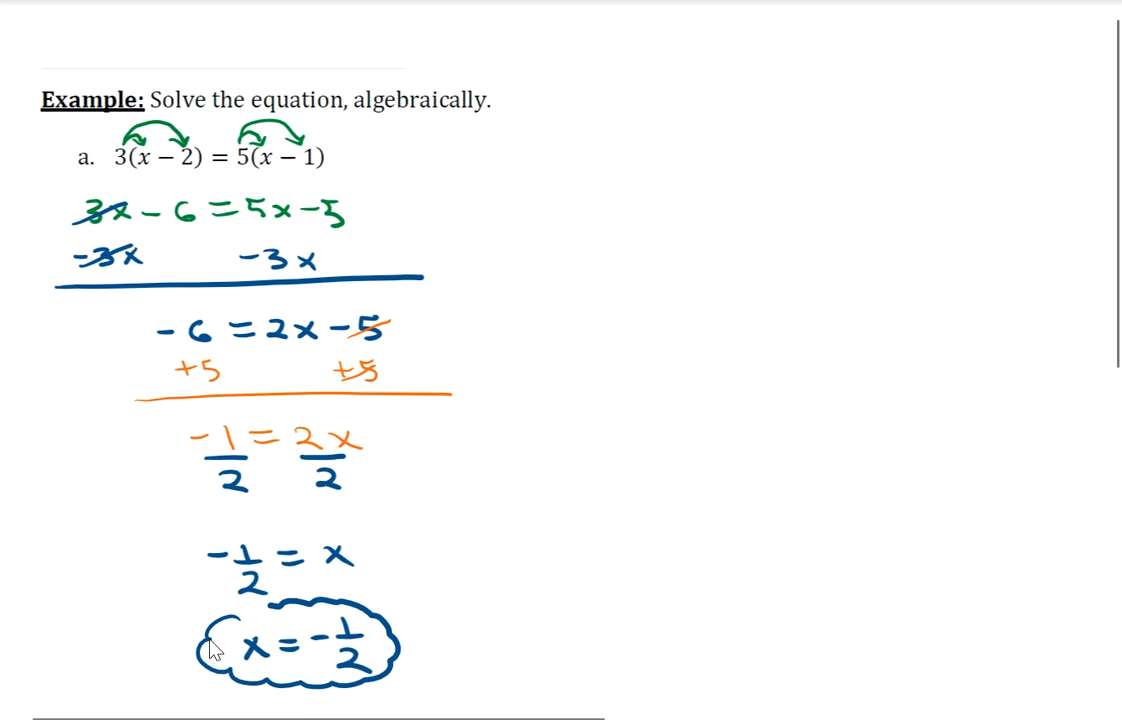 Example: Solve the equation, algebraically.
a. 3(x − 2) = 5(x − 1)
3x - 6 = 5x - 5
-3x -3x
-6 = 2x - 5
+5 +5
-1 = 2x
2 2
-1/2 = x
x = -1/2